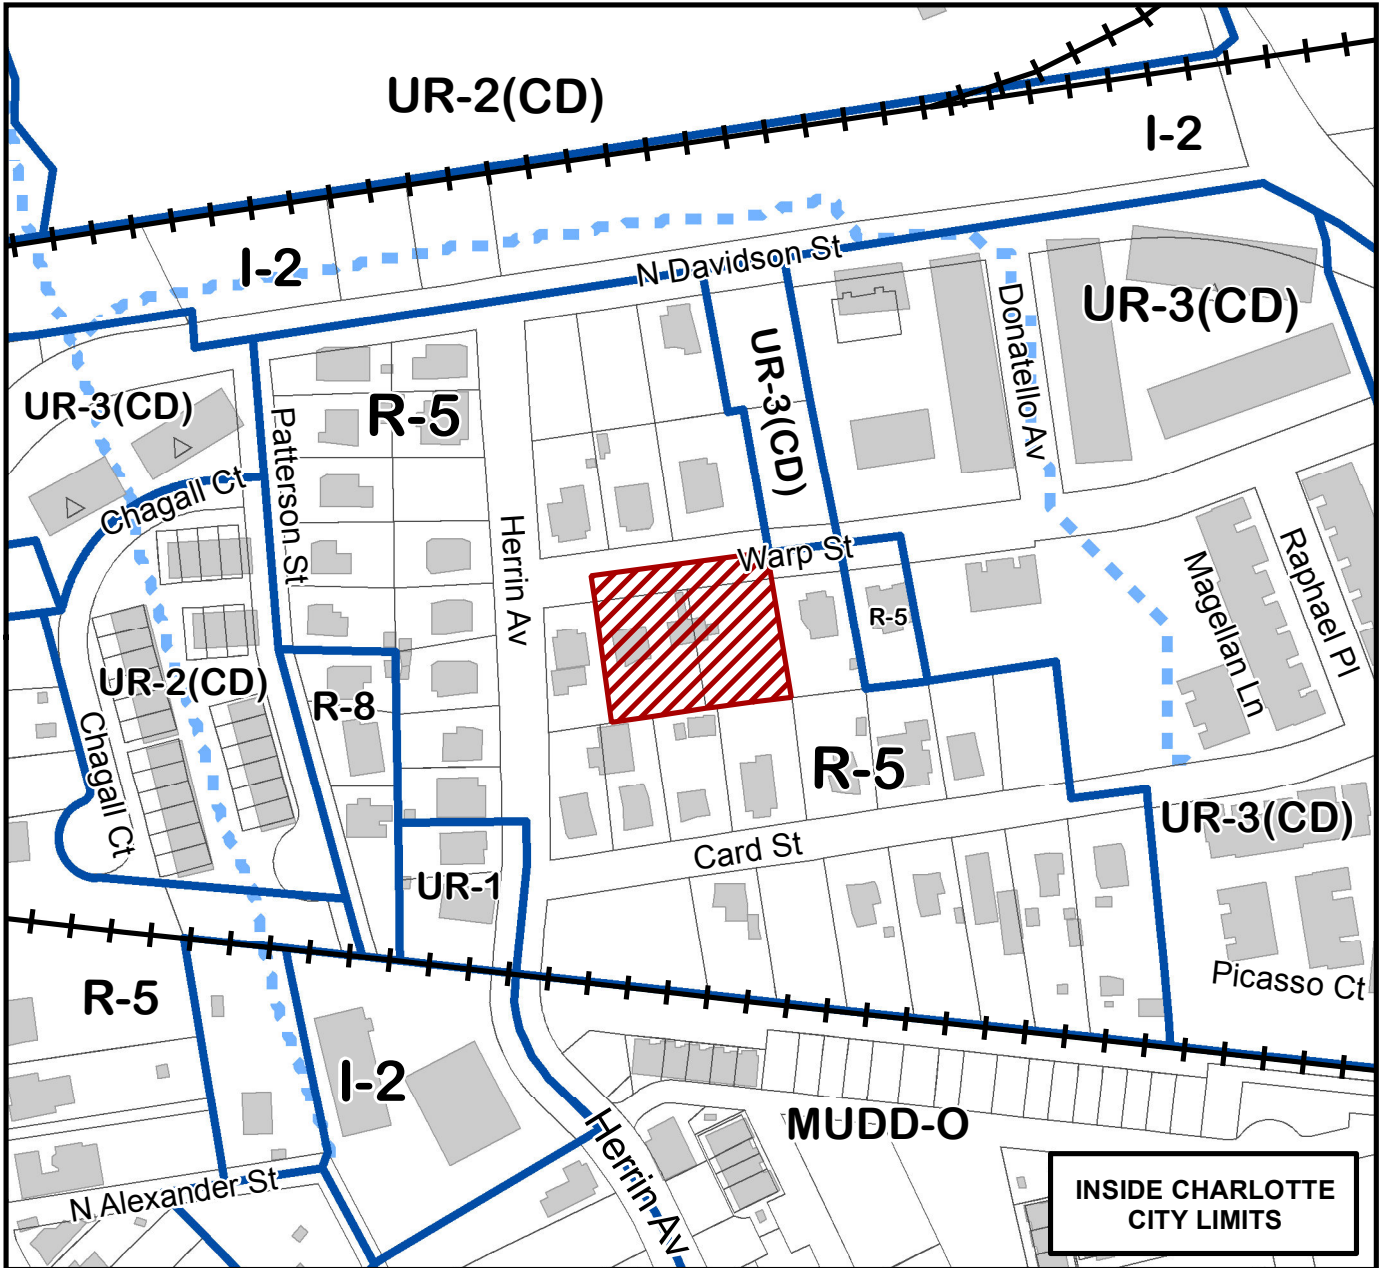 UR-2(CD)
I-2
I-2
N Davidson St
UR-3(CD)
Donatello Av
UR-3(CD)
UR-3(CD)
R-5
Patterson St
Chagall Ct
Herrin Av
Warp St
R-5
Magellan Ln
Raphael Pl
UR-2(CD)
R-8
Chagall Ct
R-5
UR-3(CD)
Card St
UR-1
Picasso Ct
R-5
I-2
MUDD-O
Herrin Av
N Alexander St
INSIDE CHARLOTTE
CITY LIMITS